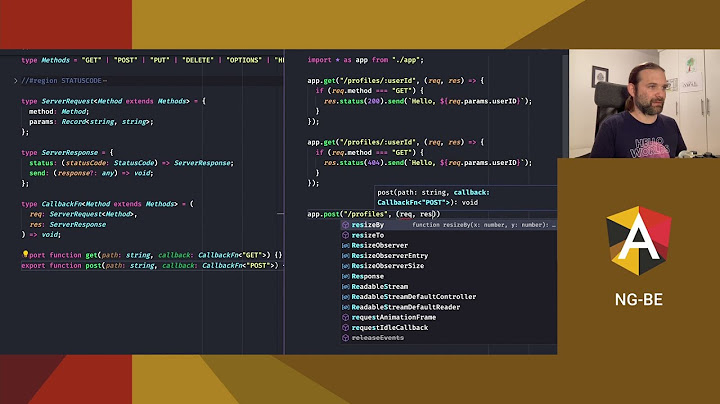 type Methods = "GET" | "POST" | "PUT" | "DELETE" | "OPTIONS" | "H
//#region STATUSCODE…
type ServerRequest<Method extends Methods> = {
method: Method;
params: Record<string, string>;
};
type ServerResponse = {
status: (statusCode: StatusCode) => ServerResponse;
send: (response?: any) => void;
};
type CallbackFn<Method extends Methods> = (
req: ServerRequest<Method>,
res: ServerResponse
) => void;
port function get(path: string, callback: CallbackFn<"GET">) {}
export function post(path: string, callback: CallbackFn<"POST">)
import * as app from "./app";
app.get("/profiles/:userId", (req, res) => {
if (req.method === "GET") {
res.status(200).send(`Hello, ${req.params.userID}`);
}
});
app.get("/profiles/:userId", (req, res) => {
if (req.method === "GET") {
res.status(404).send(`Hello, ${req.params.userID}`);
}
});
post(path: string, callback:
CallbackFn<"POST">): void
app.post("/profiles", (req, res))
resizeBy function resizeBy(x: number, y: number): …
resizeTo
ResizeObserver
ResizeObserverEntry
ResizeObserverSize
Response
ReadableStream
ReadableStreamDefaultController
ReadableStreamDefaultReader
requestAnimationFrame
requestIdleCallback
releaseEvents
HELLO
A
NG-BE